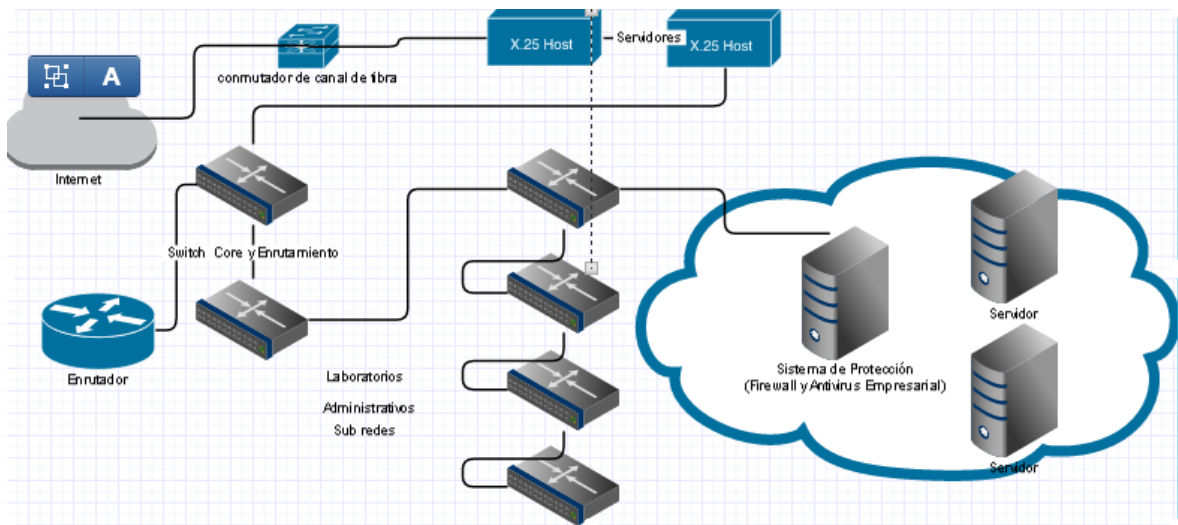 X.25 Host
Servidores
X.25 Host
A
conmutador de canal de fibra
Internet
Switch Core y Enrutamiento
Enrutador
Laboratorios
Administrativos
Sub redes
Servidor
Sistema de Protección
(Firewall y Antivirus Empresarial)
Servidor